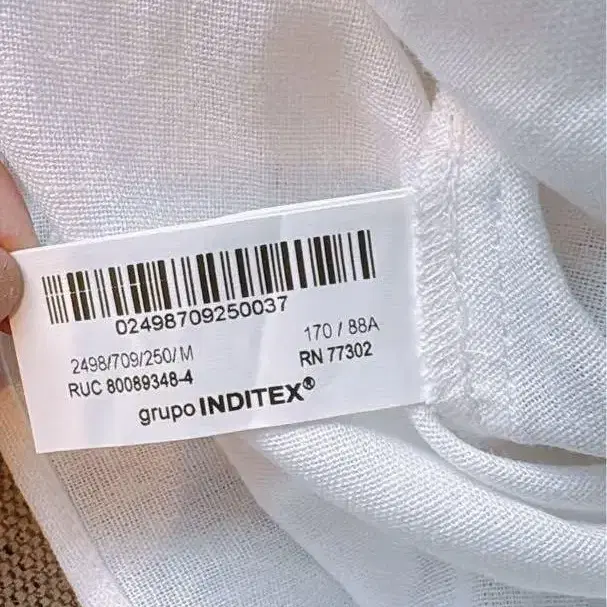 02498709250037
2498/709/250/M
170 / 88A
RUC 80089348-4
RN 77302
grupo INDITEX®